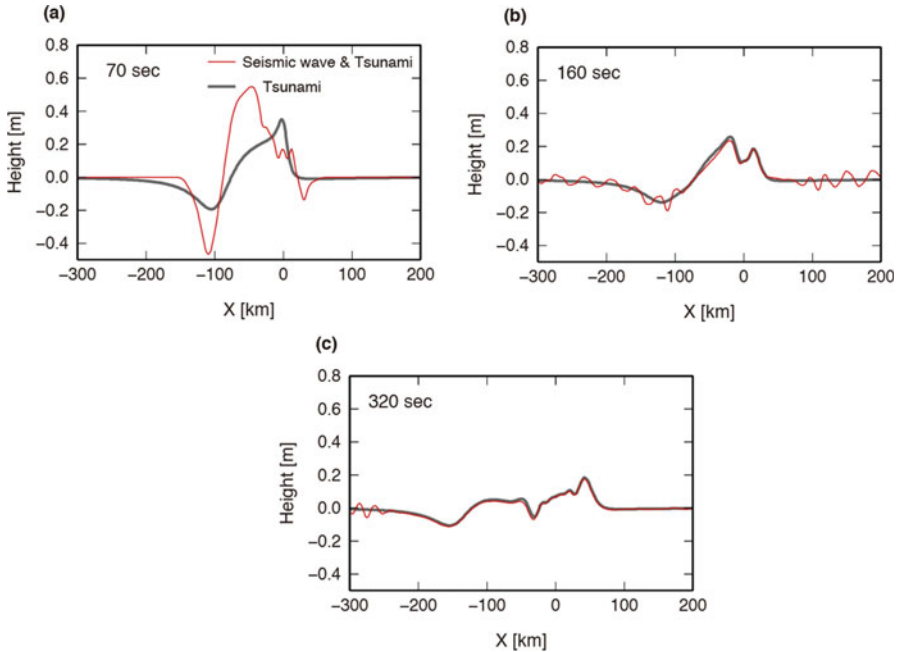 (a)
70 sec
Seismic wave & Tsunami
Tsunami
Height [m]
0.8
0.6
0.4
0.2
0.0
−0.2
−0.4
−300 −200 −100 0 100 200
X [km]
(b)
160 sec
Height [m]
0.8
0.6
0.4
0.2
0.0
−0.2
−0.4
−300 −200 −100 0 100 200
X [km]
(c)
320 sec
Height [m]
0.8
0.6
0.4
0.2
0.0
−0.2
−0.4
−300 −200 −100 0 100 200
X [km]